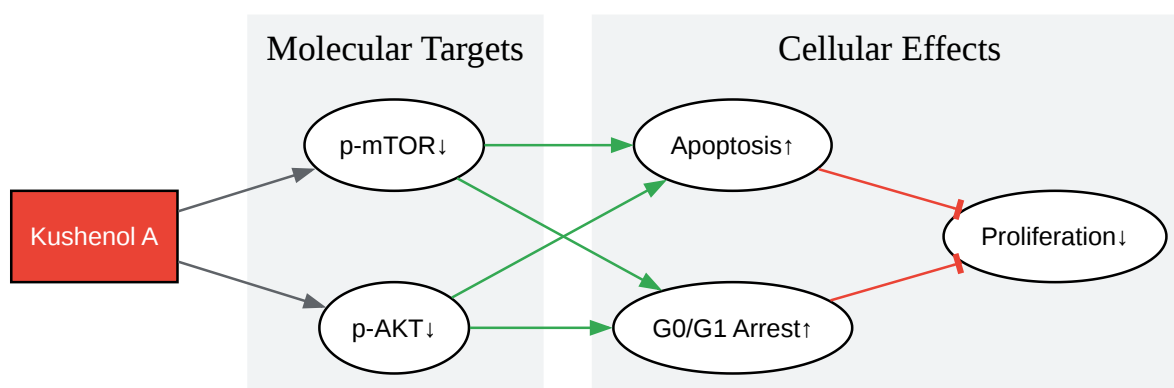 Molecular Targets
Cellular Effects
p-mTOR↓
Apoptosis↑
Kushenol A
Proliferation↓
p-AKT↓
G0/G1 Arrest↑